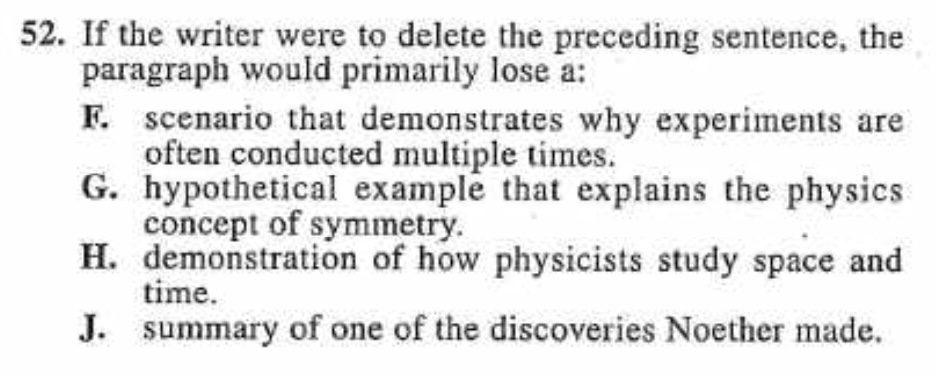 52. If the writer were to delete the preceding sentence, the
paragraph would primarily lose a:
F. scenario that demonstrates why experiments are
often conducted multiple times.
G. hypothetical example that explains the physics
concept of symmetry.
H. demonstration of how physicists study space and
time.
J. summary of one of the discoveries Noether made.